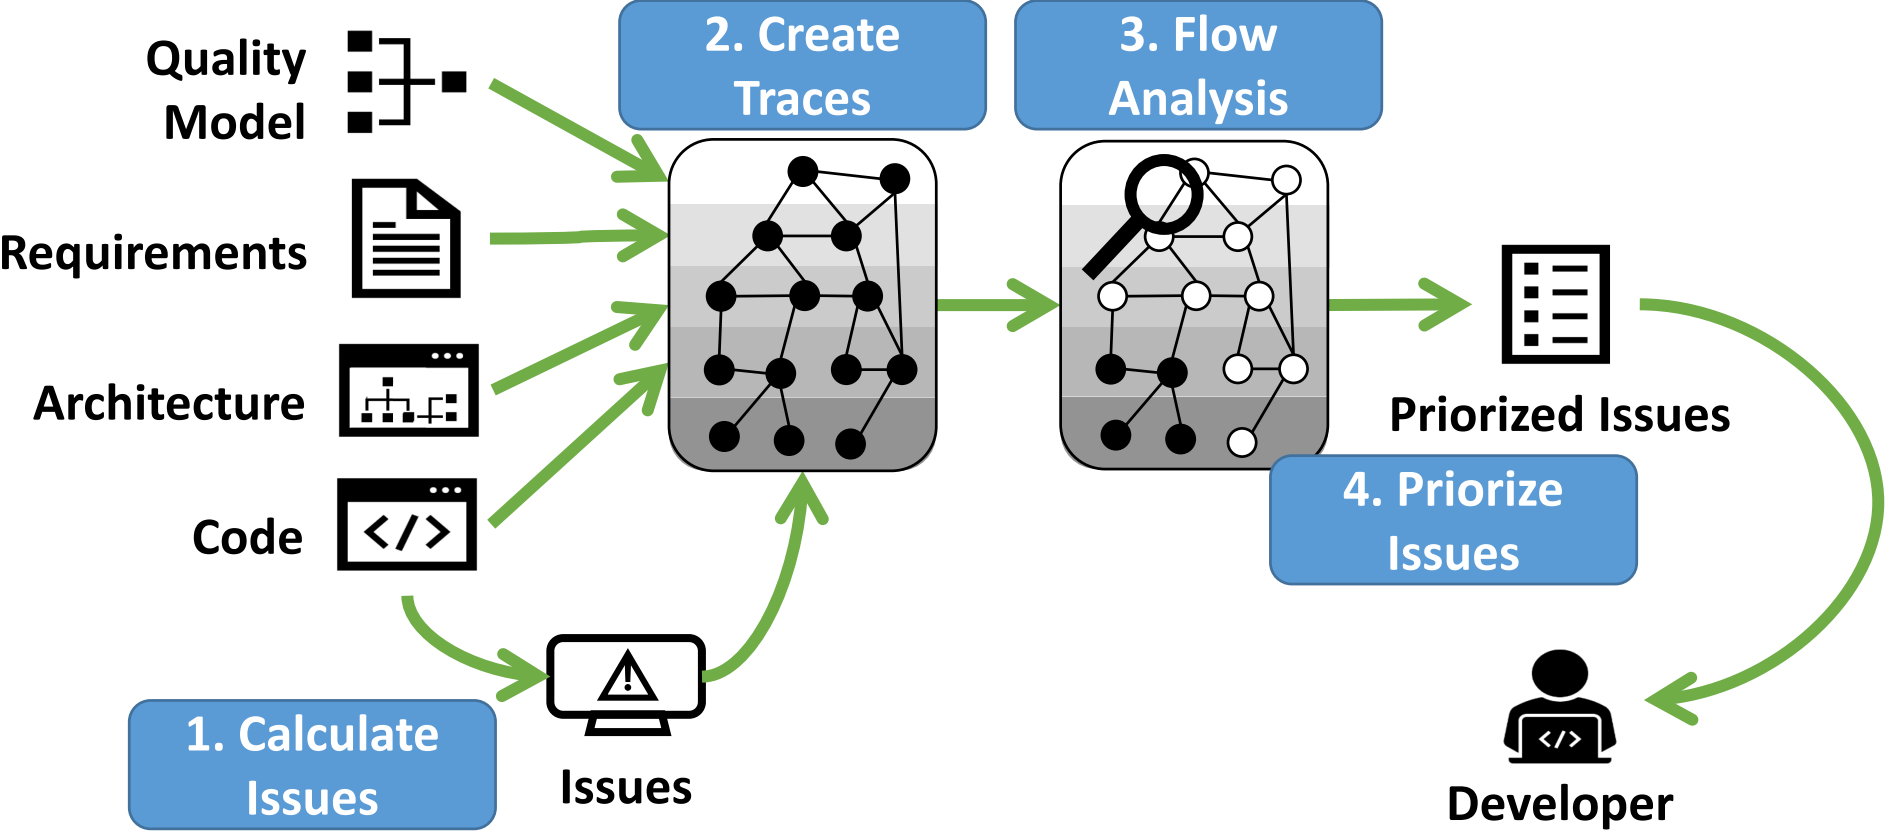 Quality
Model
Requirements
Architecture
Code
</>
1. Calculate
Issues
Issues
2. Create
Traces
3. Flow
Analysis
Priorized Issues
4. Priorize
Issues
</>
Developer